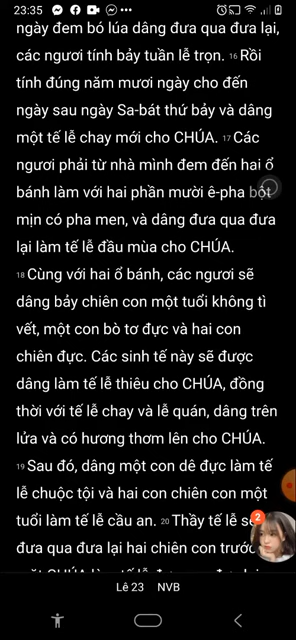 23:35
ngày đem bó lúa dâng đưa qua đưa lại,
các ngươi tính bảy tuần lễ trọn. 16 Rồi
tính đúng năm mươi ngày cho đến
ngày sau ngày Sa-bát thứ bảy và dâng
một tế lễ chay mới cho CHÚA. 17 Các
ngươi phải từ nhà mình đem đến hai ổ
bánh làm với hai phần mười ê-pha bột
mịn có pha men, và dâng đưa qua đưa
lại làm tế lễ đầu mùa cho CHÚA.
18 Cùng với hai ổ bánh, các ngươi sẽ
dâng bảy chiên con một tuổi không tì
vết, một con bò tơ đực và hai con
chiên đực. Các sinh tế này sẽ được
dâng làm tế lễ thiêu cho CHÚA, đồng
thời với tế lễ chay và lễ quán, dâng trên
lửa và có hương thơm lên cho CHÚA.
19 Sau đó, dâng một con dê đực làm tế
lễ chuộc tội và hai con chiên con một
tuổi làm tế lễ cầu an. 20 Thầy tế lễ
2
đưa qua đưa lại hai chiên con trước
Lê 23 NVB